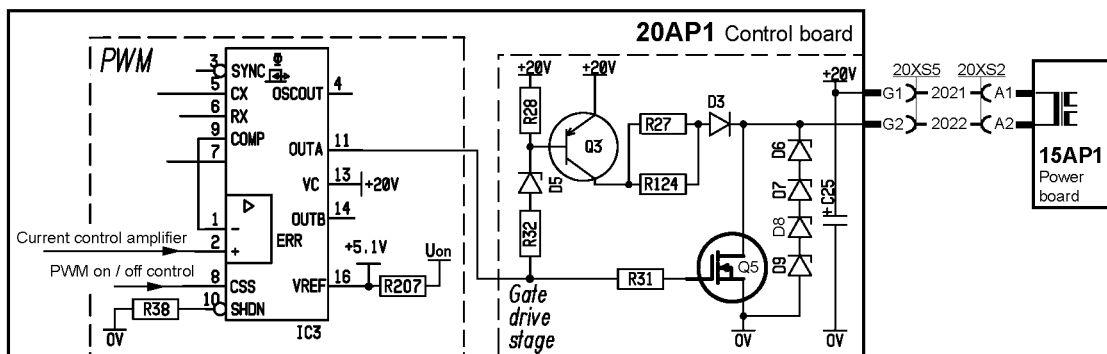 20AP1 Control board
PWM
3
SYNC
Φ
5
CX
OSCOUT
4
6
RX
9
COMP
7
OUTA
11
VC
13
+20V
OUTB
14
1
-
ERR
2
+
+5.1V
Uon
8
CSS
VREF
16
R207
10
SHDN
R38
0V
IC3
Current control amplifier
PWM on / off control
+20V
+20V
R28
Q3
R27
R124
D3
D5
R32
R31
Q5
Gate
drive
stage
D6
D7
D8
D9
+20V
+C25
0V
0V
20XS5
20XS2
G1
2021
A1
G2
2022
A2
15AP1
Power
board